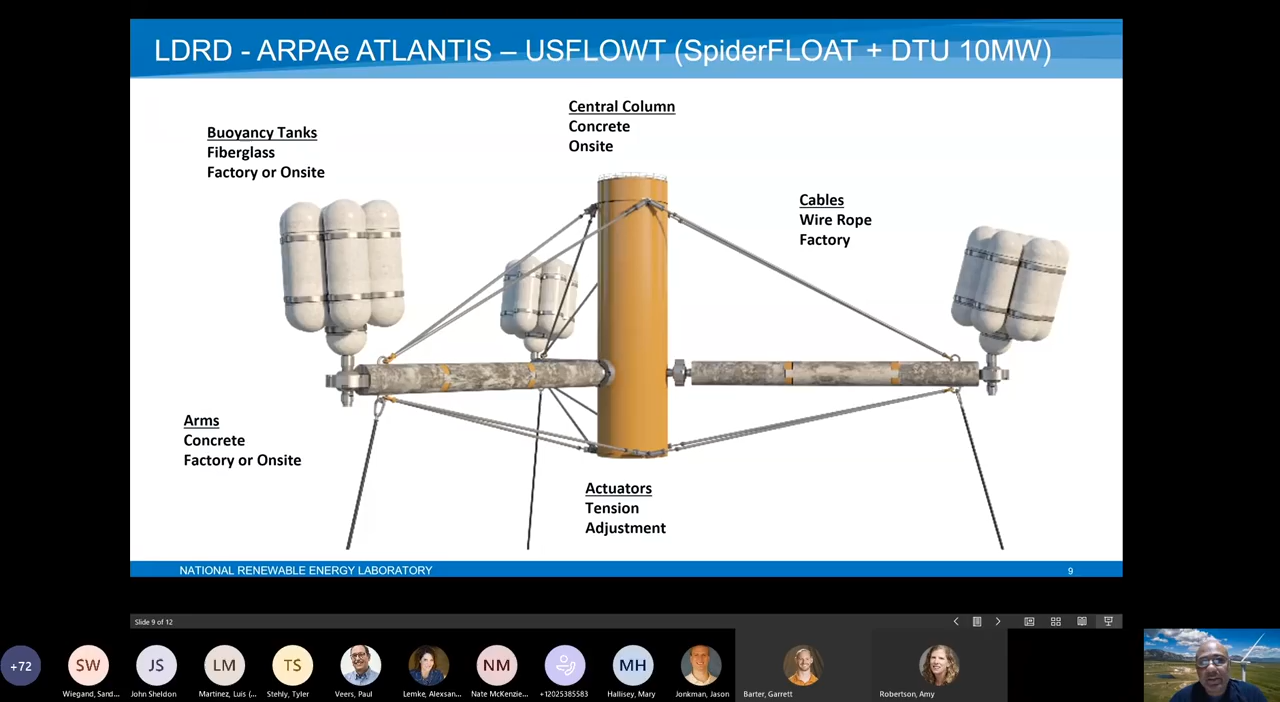 LDRD - ARPAe ATLANTIS – USFLOWT (SpiderFLOAT + DTU 10MW)
Central Column
Concrete
Onsite
Buoyancy Tanks
Fiberglass
Factory or Onsite
Cables
Wire Rope
Factory
Arms
Concrete
Factory or Onsite
Actuators
Tension
Adjustment
NATIONAL RENEWABLE ENERGY LABORATORY
9
Slide 9 of 12
+72
SW
JS
LM
TS
NM
MH
Wiegand, Sand...
John Sheldon
Martinez, Luis (...
Stehly, Tyler
Veers, Paul
Lemke, Alexsan...
Nate McKenzie...
+12025385583
Hallisey, Mary
Jonkman, Jason
Barter, Garrett
Robertson, Amy